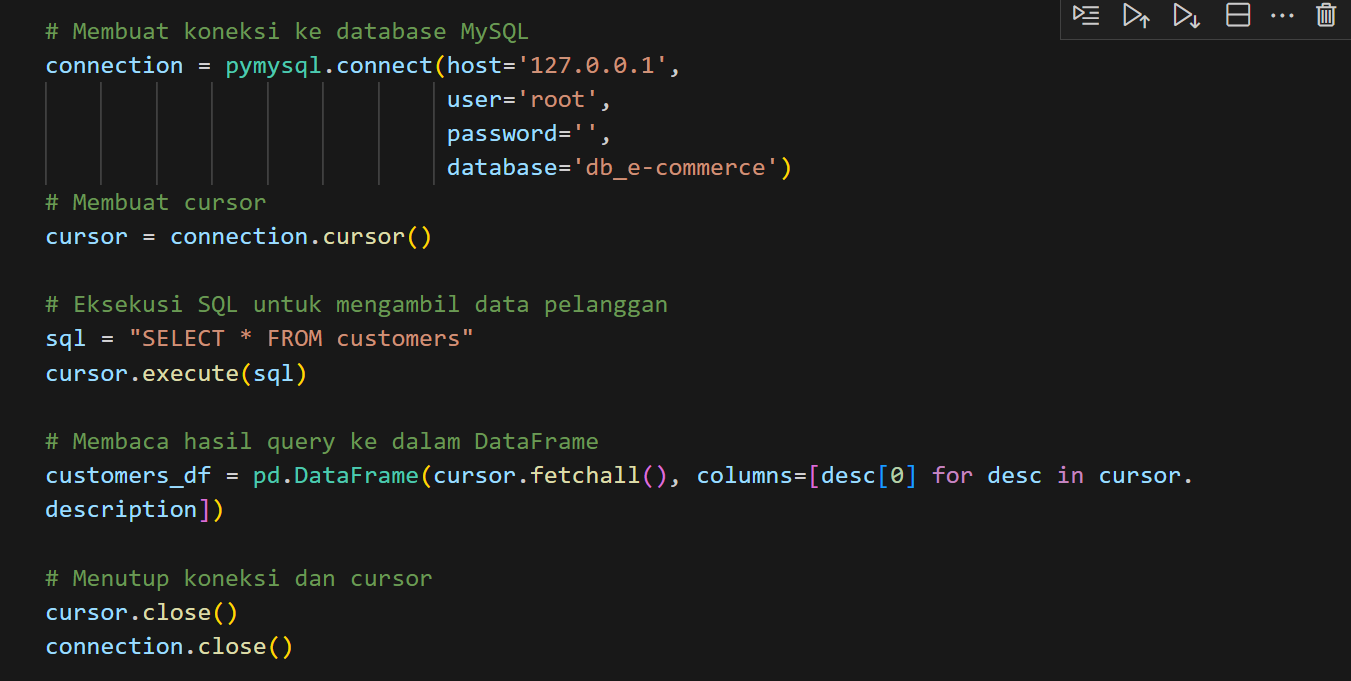 # Membuat koneksi ke database MySQL
connection = pymysql.connect(host='127.0.0.1',
                             user='root',
                             password='',
                             database='db_e-commerce')
# Membuat cursor
cursor = connection.cursor()

# Eksekusi SQL untuk mengambil data pelanggan
sql = "SELECT * FROM customers"
cursor.execute(sql)

# Membaca hasil query ke dalam DataFrame
customers_df = pd.DataFrame(cursor.fetchall(), columns=[desc[0] for desc in cursor.
description])

# Menutup koneksi dan cursor
cursor.close()
connection.close()